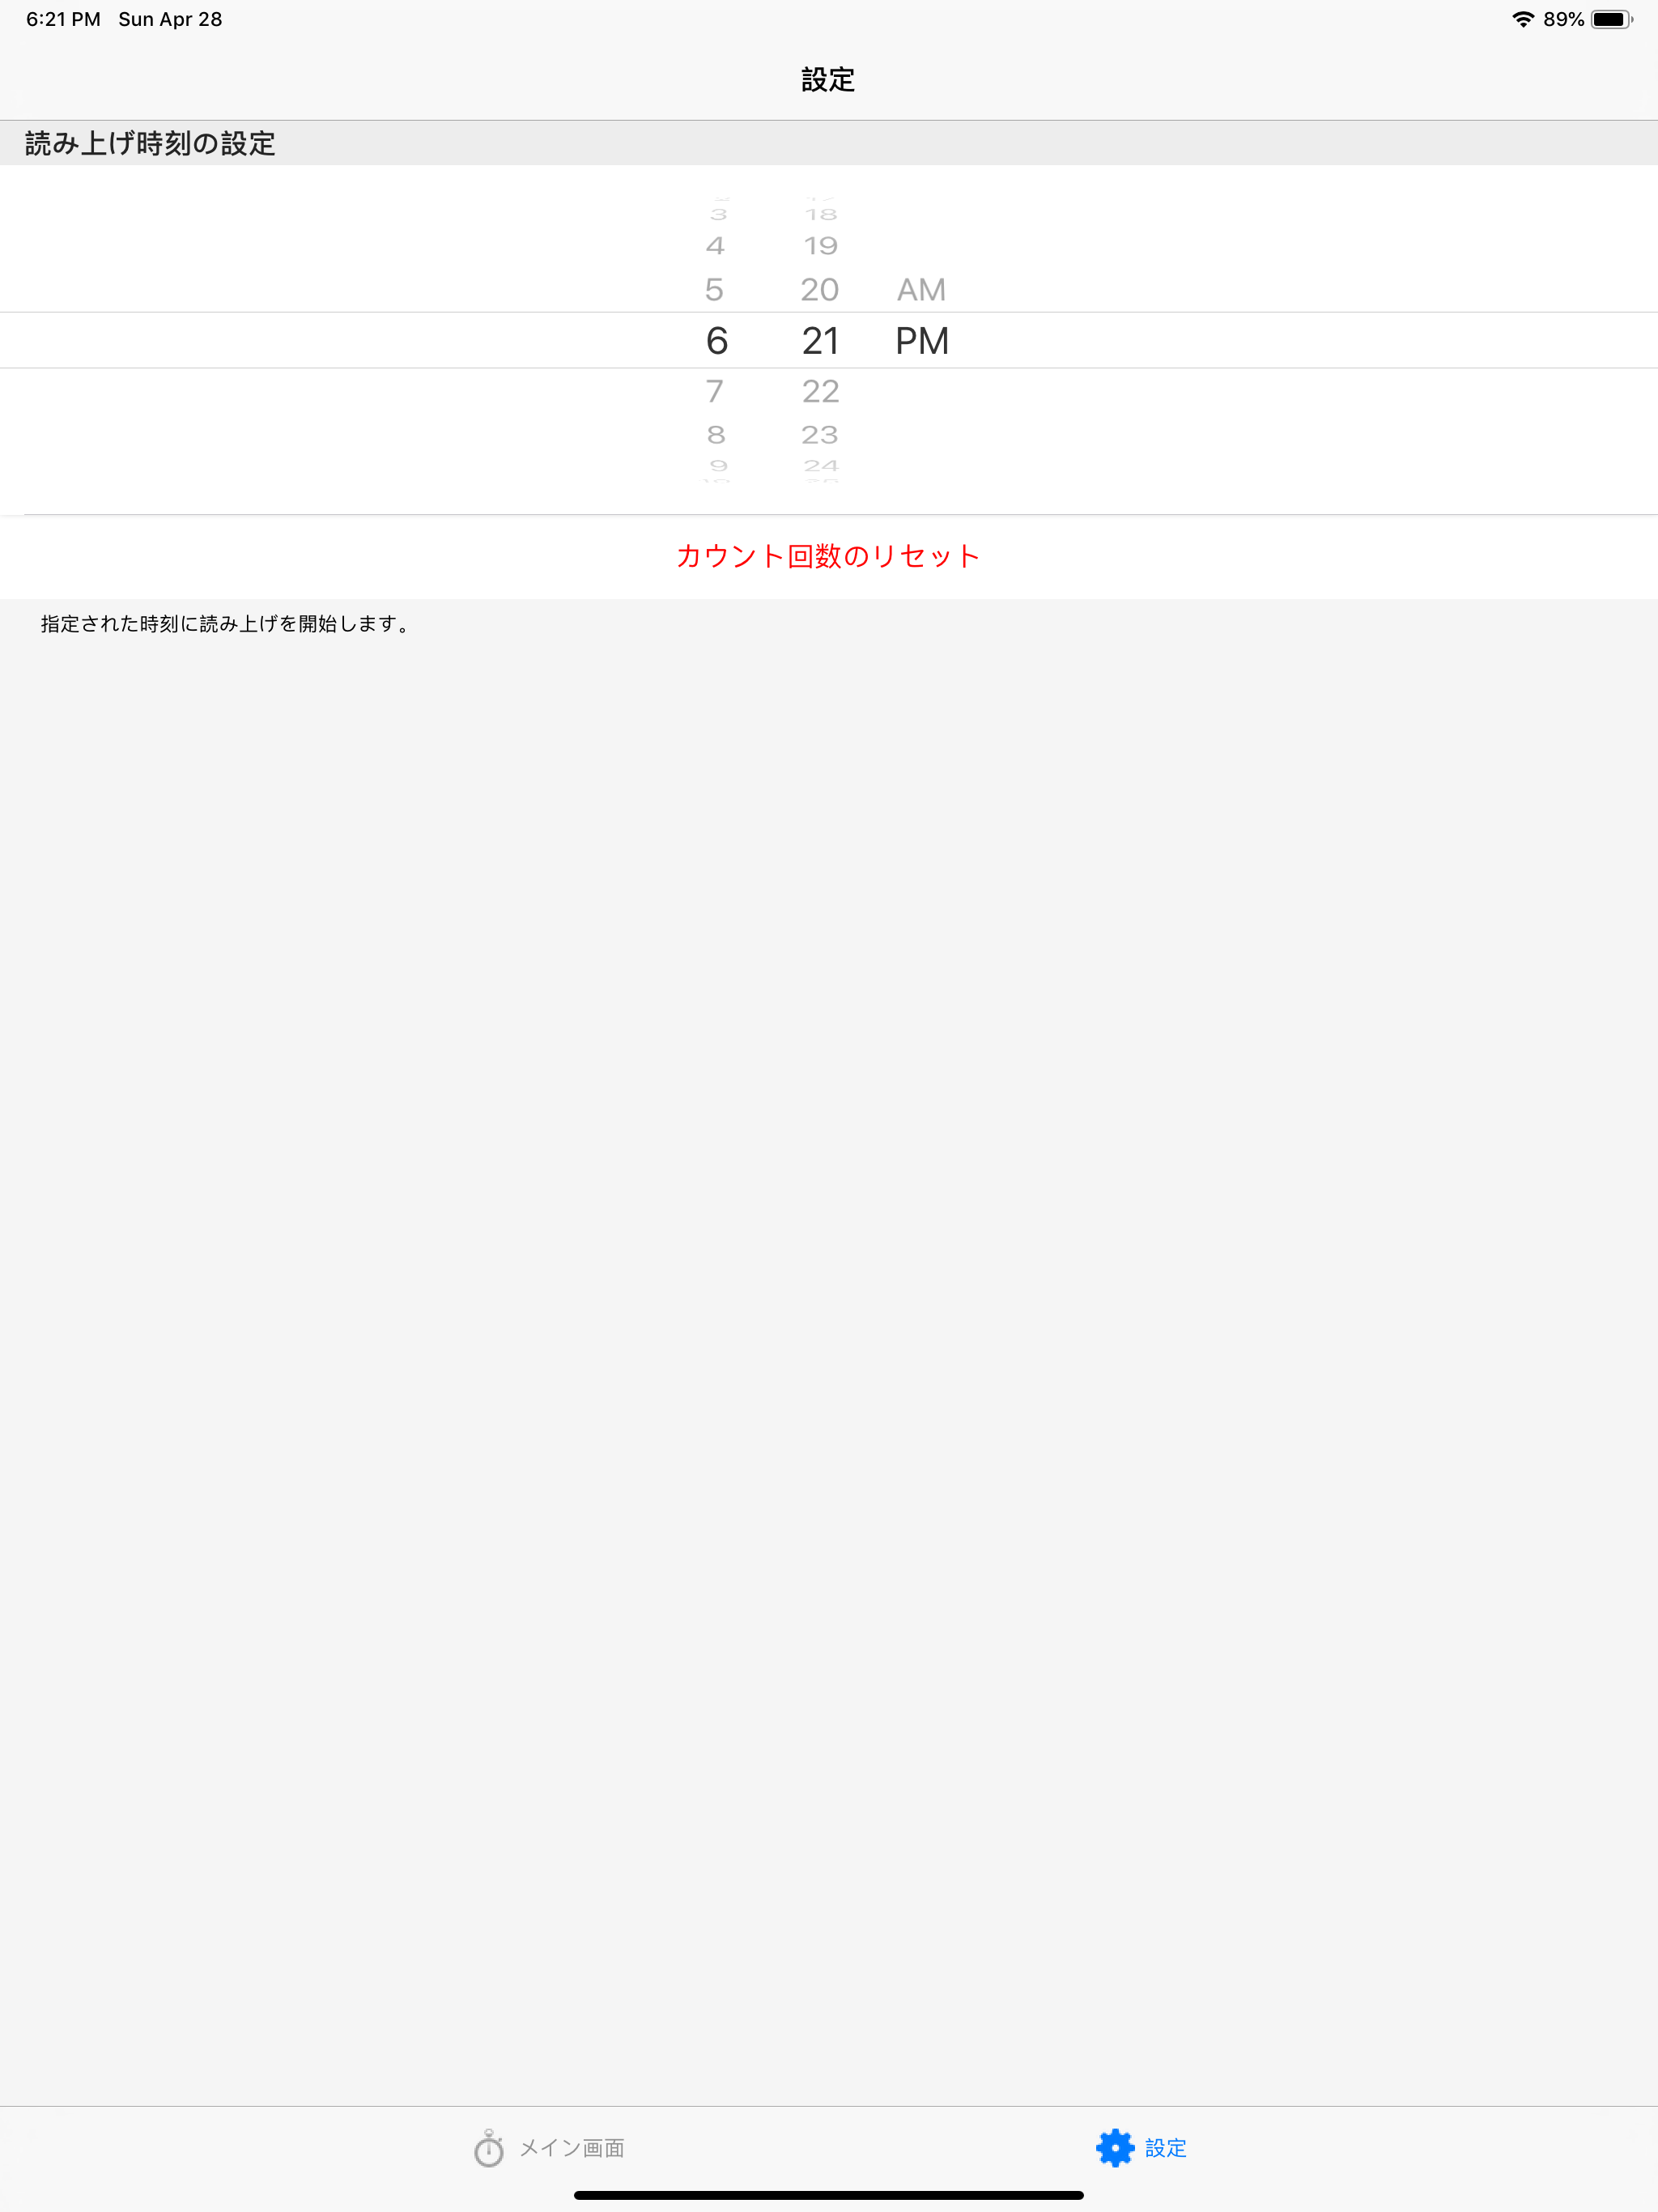 6:21 PM Sun Apr 28 89%
設定
読み上げ時刻の設定
3 18
4 19
5 20 AM
6 21 PM
7 22
8 23
9 24
カウント回数のリセット
指定された時刻に読み上げを開始します。
メイン画面 設定